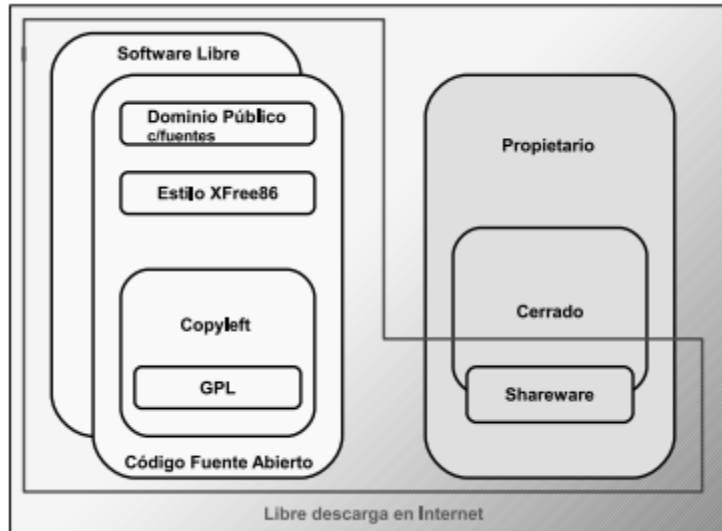 Software Libre
Dominio Público
c/fuentes
Estilo XFree86
Copyleft
GPL
Código Fuente Abierto
Propietario
Cerrado
Shareware
Libre descarga en Internet